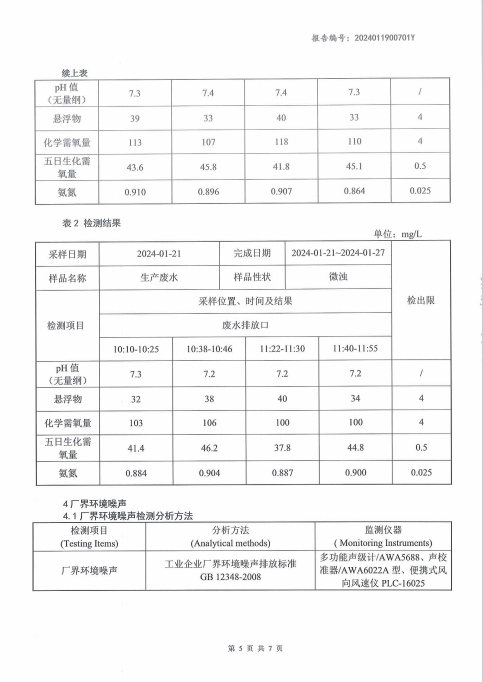 报告编号：2024011900701Y
续上表
pH 值
（无量纲） 7.3 7.4 7.4 7.3 /
悬浮物 39 33 40 33 4
化学需氧量 113 107 118 110 4
五日生化需
氧量 43.6 45.8 41.8 45.1 0.5
氨氮 0.910 0.896 0.907 0.864 0.025
表 2 检测结果
单位：mg/L
采样日期 2024-01-21 完成日期 2024-01-21~2024-01-27
样品名称 生产废水 样品性状 微浊
检出限
采样位置、时间及结果
检测项目
废水排放口
10:10-10:25 10:38-10:46 11:22-11:30 11:40-11:55
pH 值
（无量纲） 7.3 7.2 7.2 7.2 /
悬浮物 32 38 40 34 4
化学需氧量 103 106 100 100 4
五日生化需
氧量 41.4 46.2 37.8 44.8 0.5
氨氮 0.884 0.904 0.887 0.900 0.025
4 厂界环境噪声
4.1 厂界环境噪声检测分析方法
检测项目 分析方法 监测仪器
(Testing Items) (Analytical methods) ( Monitoring Instruments)
厂界环境噪声
工业企业厂界环境噪声排放标准
GB 12348-2008
多功能声级计/AWA5688、声校
准器/AWA6022A 型、便携式风
向风速仪 PLC-16025
第 5 页 共 7 页